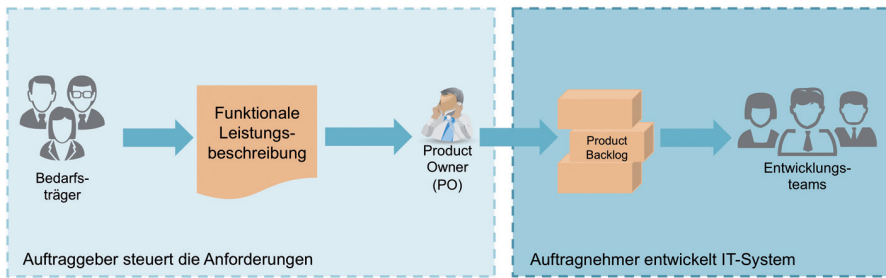 Bedarfs-
träger
Funktionale
Leistungs-
beschreibung
Product
Owner
(PO)
Auftraggeber steuert die Anforderungen
Product
Backlog
Entwicklungs-
teams
Auftragnehmer entwickelt IT-System